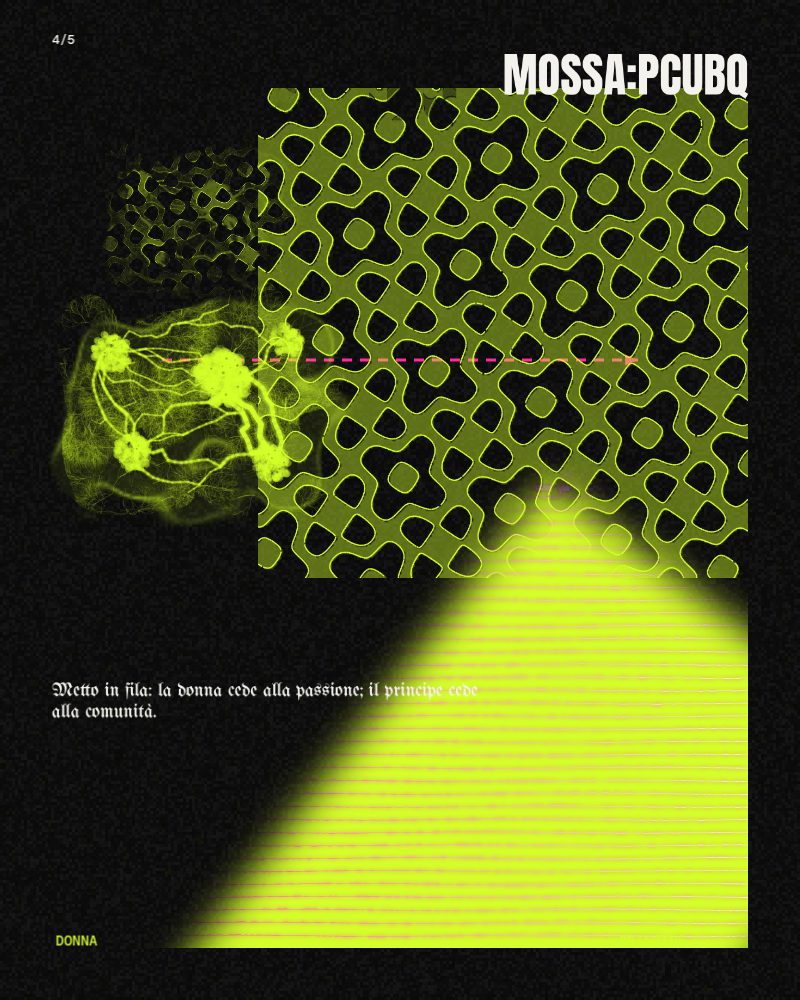 4/5
MOSSA:PCUBQ
Metto in fila: la donna cede alla passione; il principe cede
alla comunità.
DONNA